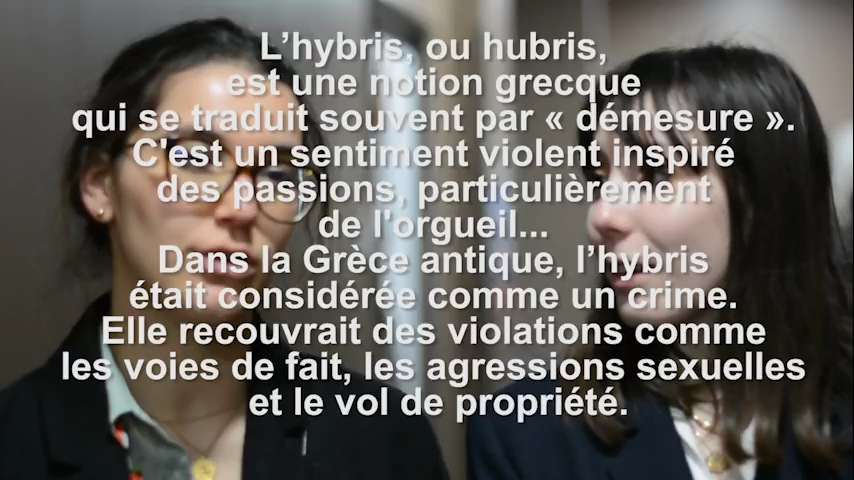 L’hybris, ou hubris,
est une notion grecque
qui se traduit souvent par « démesure ».
C'est un sentiment violent inspiré
des passions, particulièrement
de l'orgueil...
Dans la Grèce antique, l’hybris
était considérée comme un crime.
Elle recouvrait des violations comme
les voies de fait, les agressions sexuelles
et le vol de propriété.